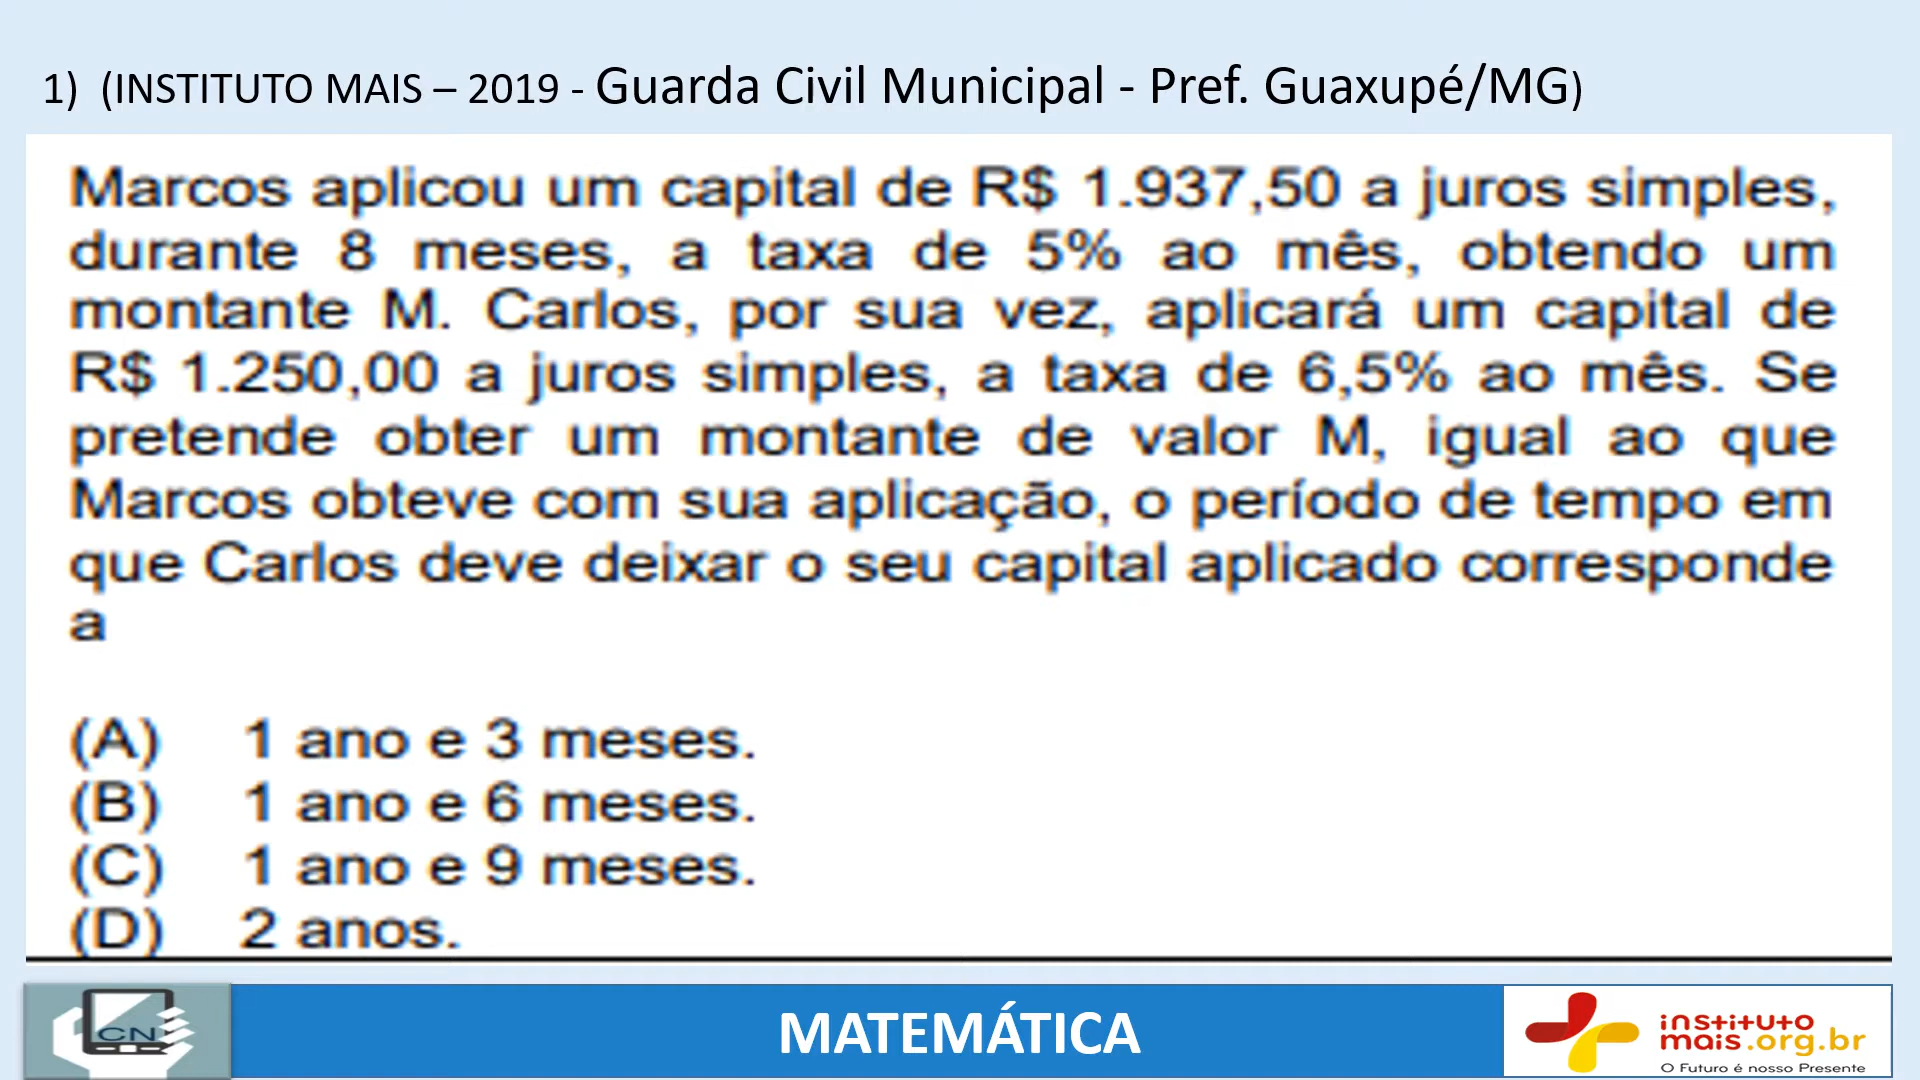 1) (INSTITUTO MAIS – 2019 - Guarda Civil Municipal - Pref. Guaxupé/MG)
Marcos aplicou um capital de R$ 1.937,50 a juros simples,
durante 8 meses, a taxa de 5% ao mês, obtendo um
montante M. Carlos, por sua vez, aplicará um capital de
R$ 1.250,00 a juros simples, a taxa de 6,5% ao mês. Se
pretende obter um montante de valor M, igual ao que
Marcos obteve com sua aplicação, o período de tempo em
que Carlos deve deixar o seu capital aplicado corresponde
a
(A) 1 ano e 3 meses.
(B) 1 ano e 6 meses.
(C) 1 ano e 9 meses.
(D) 2 anos.
CN
MATEMÁTICA
instituto
mais.org.br
O Futuro é nosso Presente